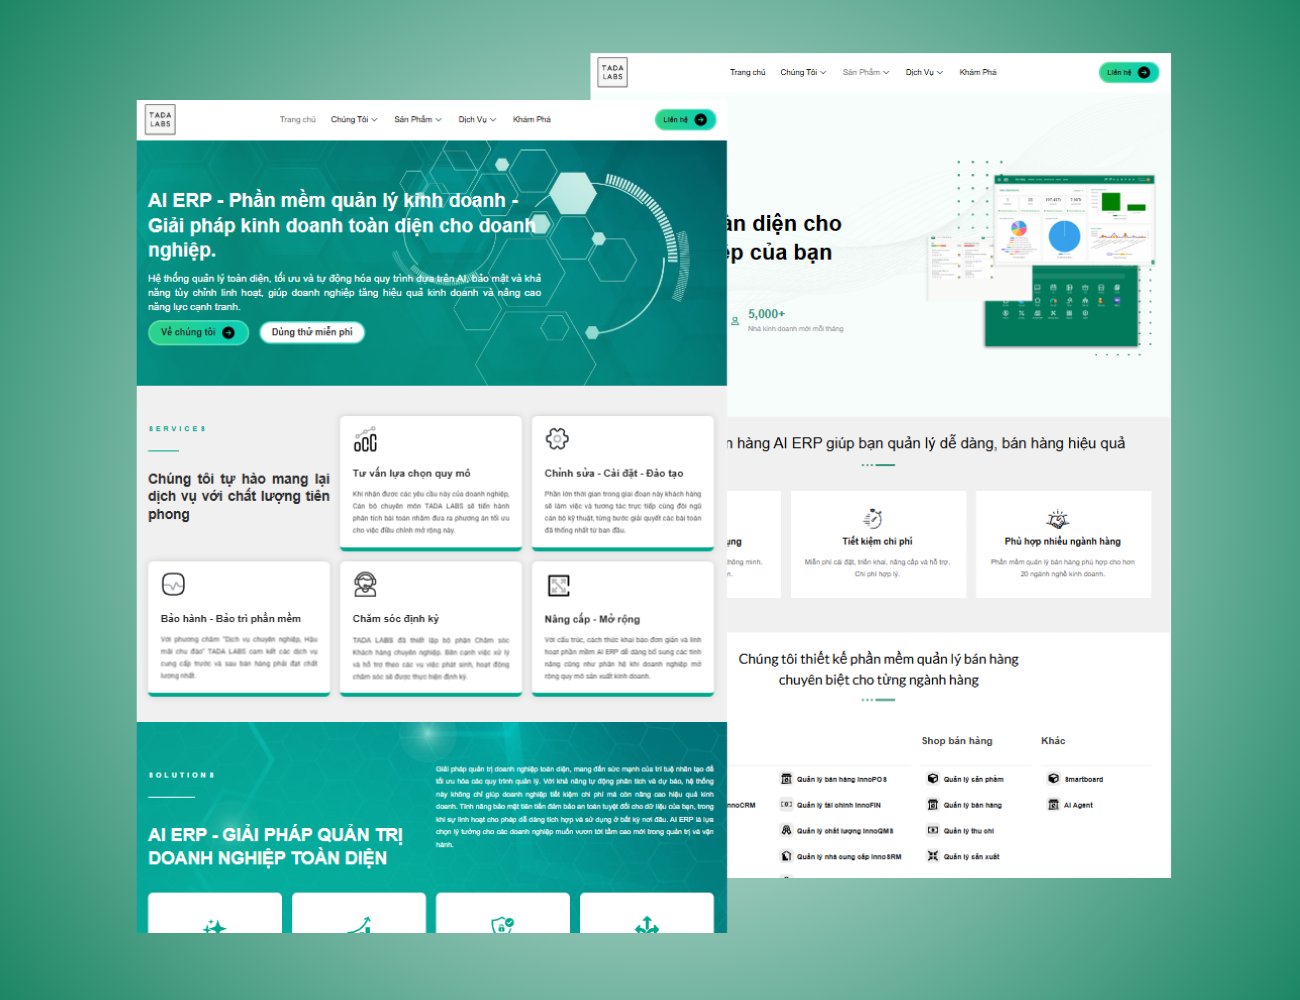 TADA
LABS
Trang chủ
Chúng Tôi
Sản Phẩm
Dịch Vụ
Khám Phá
Liên hệ
AI ERP - Phần mềm quản lý kinh doanh -
Giải pháp kinh doanh toàn diện cho doanh
nghiệp.
Hệ thống quản lý toàn diện, tối ưu và tự động hóa quy trình dựa trên AI, bảo mật và khả
năng tùy chỉnh linh hoạt, giúp doanh nghiệp tăng hiệu quả kinh doanh và nâng cao
năng lực cạnh tranh.
Về chúng tôi
Dùng thử miễn phí
SERVICES
Chúng tôi tự hào mang lại
dịch vụ với chất lượng tiên
phong
Tư vấn lựa chọn quy mô
Khi nhận được các yêu cầu này của doanh nghiệp,
Cán bộ chuyên môn TADA LABS sẽ tiến hành
phân tích bài toán nhằm đưa ra phương án tối ưu
cho việc điều chỉnh mở rộng này.
Chỉnh sửa - Cài đặt - Đào tạo
Phần lớn thời gian trong giai đoạn này khách hàng
sẽ làm việc và tương tác trực tiếp cùng đội ngũ
cán bộ kỹ thuật, từng bước giải quyết các bài toán
đã thống nhất từ ban đầu.
Bảo hành - Bảo trì phần mềm
Với phương châm "Dịch vụ chuyên nghiệp, Hậu
mãi chu đáo" TADA LABS cam kết các dịch vụ
cung cấp trước và sau bán hàng phải đạt chất
lượng nhất.
Chăm sóc định kỳ
TADA LABS đã thiết lập bộ phận Chăm sóc
Khách hàng chuyên nghiệp. Bên cạnh việc xử lý
và hỗ trợ theo các vụ việc phát sinh, hoạt động
chăm sóc sẽ được thực hiện định kỳ.
Nâng cấp - Mở rộng
Với cấu trúc, cách thức khai báo đơn giản và linh
hoạt phần mềm AI ERP dễ dàng bổ sung các tính
năng cũng như phân hệ khi doanh nghiệp mở
rộng quy mô sản xuất kinh doanh.
SOLUTIONS
AI ERP - GIẢI PHÁP QUẢN TRỊ
DOANH NGHIỆP TOÀN DIỆN
Giải pháp quản trị doanh nghiệp toàn diện, mang đến sức mạnh của trí tuệ nhân tạo để
tối ưu hóa các quy trình quản lý. Với khả năng tự động phân tích và dự báo, hệ thống
này không chỉ giúp doanh nghiệp tiết kiệm chi phí mà còn nâng cao hiệu quả kinh
doanh. Tính năng bảo mật tiên tiến đảm bảo an toàn tuyệt đối cho dữ liệu của bạn, trong
khi sự linh hoạt cho phép dễ dàng tích hợp và sử dụng ở bất kỳ nơi đâu. AI ERP là lựa
chọn lý tưởng cho các doanh nghiệp muốn vươn tới tầm cao mới trong quản trị và vận
hành.
TADA
LABS
Trang chủ
Chúng Tôi
Sản Phẩm
Dịch Vụ
Khám Phá
Liên hệ
àn diện cho
ệp của bạn
5,000+
Nhà kinh doanh mới mỗi tháng
n hàng AI ERP giúp bạn quản lý dễ dàng, bán hàng hiệu quả
ụng
thông minh.
n.
Tiết kiệm chi phí
Miễn phí cài đặt, triển khai, nâng cấp và hỗ trợ.
Chi phí hợp lý.
Phù hợp nhiều ngành hàng
Phần mềm quản lý bán hàng phù hợp cho hơn
20 ngành nghề kinh doanh.
Chúng tôi thiết kế phần mềm quản lý bán hàng
chuyên biệt cho từng ngành hàng
Shop bán hàng
Khác
nnoCRM
Quản lý bán hàng innoPOS
Quản lý tài chính innoFIN
Quản lý chất lượng innoQMS
Quản lý nhà cung cấp innoSRM
Quản lý sản phẩm
Quản lý bán hàng
Quản lý thu chi
Quản lý sản xuất
Smartboard
AI Agent